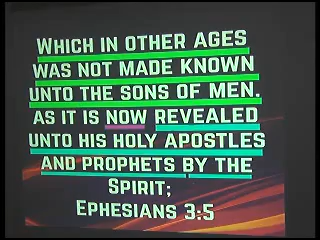 Which in other ages
was not made known
unto the sons of men,
as it is now revealed
unto his holy apostles
and prophets by the
Spirit;
Ephesians 3:5